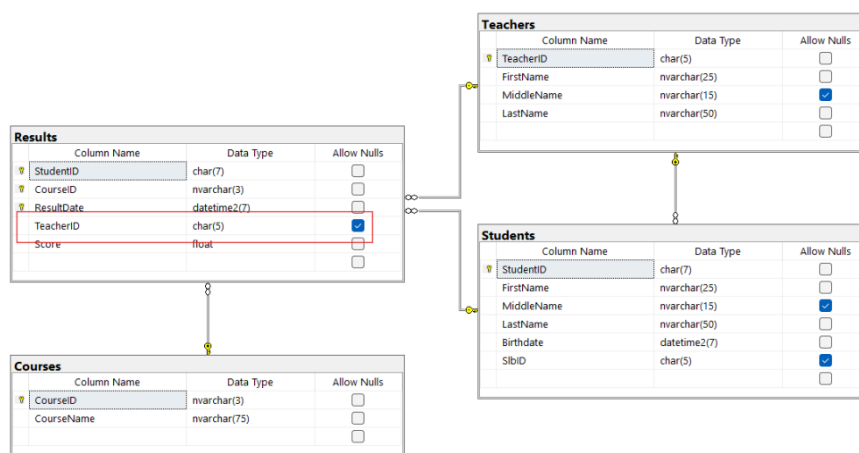 Teachers
Column Name Data Type Allow Nulls
TeacherID char(5)
FirstName nvarchar(25)
MiddleName nvarchar(15)
LastName nvarchar(50)
Results
Column Name Data Type Allow Nulls
StudentID char(7)
CourseID nvarchar(3)
ResultDate datetime2(7)
TeacherID char(5)
Score float
Students
Column Name Data Type Allow Nulls
StudentID char(7)
FirstName nvarchar(25)
MiddleName nvarchar(15)
LastName nvarchar(50)
Birthdate datetime2(7)
SlbID char(5)
Courses
Column Name Data Type Allow Nulls
CourseID nvarchar(3)
CourseName nvarchar(75)